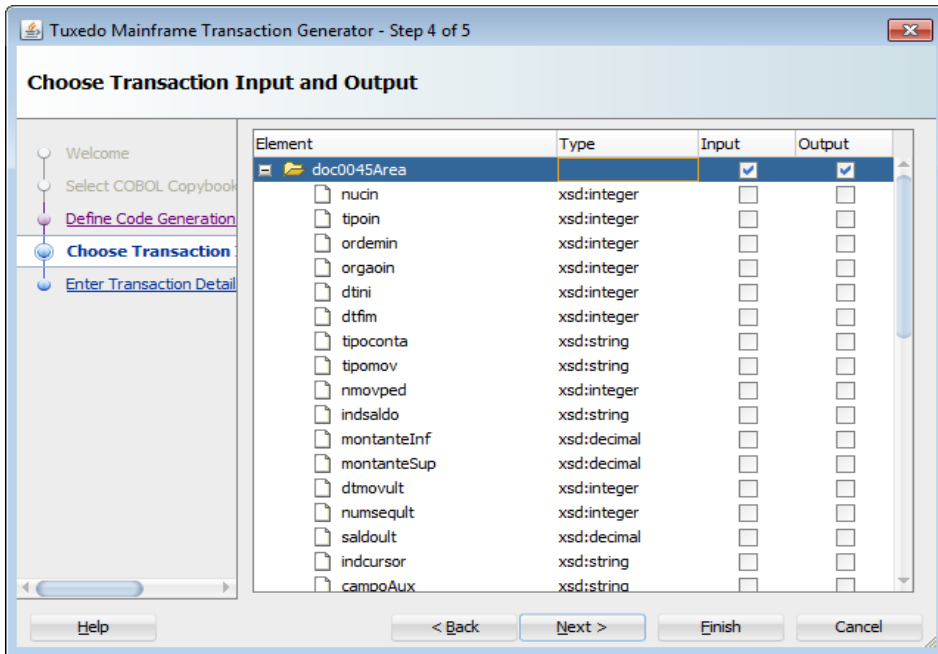 Tuxedo Mainframe Transaction Generator - Step 4 of 5
Choose Transaction Input and Output
Welcome
Select COBOL Copybook
Define Code Generation
Choose Transaction
Enter Transaction Detail
Element Type Input Output
doc0045Area
nucin xsd:integer
tipoin xsd:integer
ordemin xsd:integer
orgaoin xsd:integer
dtini xsd:integer
dtfim xsd:integer
tipoconta xsd:string
tipomov xsd:string
nmovped xsd:integer
indsaldo xsd:string
montanteInf xsd:decimal
montanteSup xsd:decimal
dtmovult xsd:integer
numseqult xsd:integer
saldoult xsd:decimal
indcursor xsd:string
campoAux xsd:string
Help < Back Next > Finish Cancel